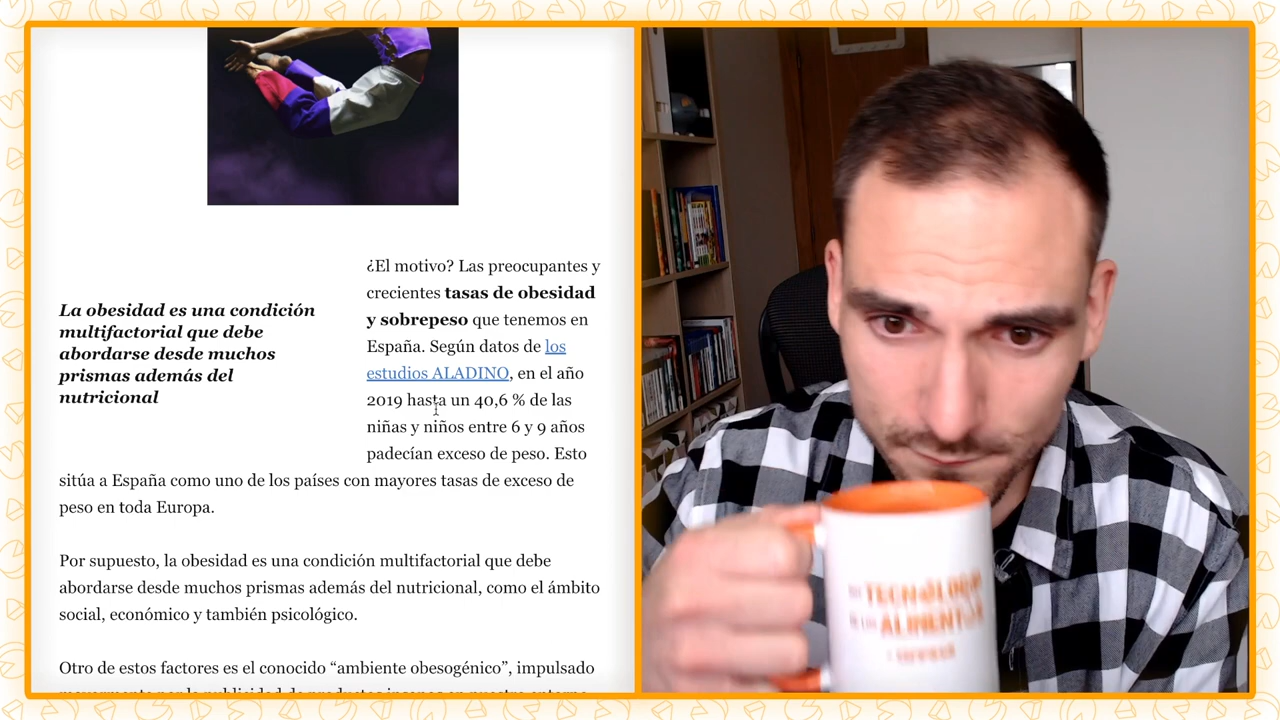 ¿El motivo? Las preocupantes y
crecientes tasas de obesidad
y sobrepeso que tenemos en
España. Según datos de los
estudios ALADINO, en el año
2019 hasta un 40,6 % de las
niñas y niños entre 6 y 9 años
padecían exceso de peso. Esto
sitúa a España como uno de los países con mayores tasas de exceso de
peso en toda Europa.
La obesidad es una condición
multifactorial que debe
abordarse desde muchos
prismas además del
nutricional
Por supuesto, la obesidad es una condición multifactorial que debe
abordarse desde muchos prismas además del nutricional, como el ámbito
social, económico y también psicológico.
Otro de estos factores es el conocido “ambiente obesogénico”, impulsado